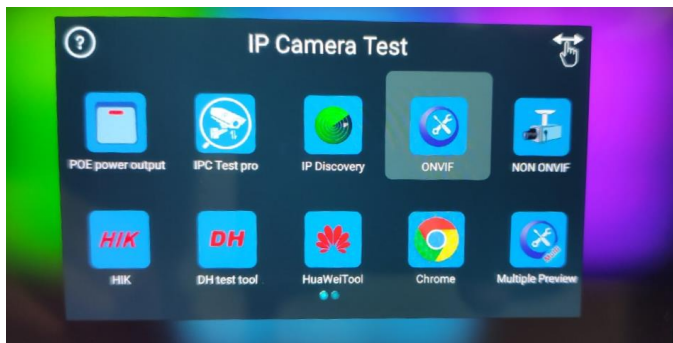 ?
IP Camera Test
POE power output
IPC Test pro
IP Discovery
ONVIF
NON ONVIF
HIK
DH
HIK
DH test tool
HuaWeiTool
Chrome
Multiple Preview